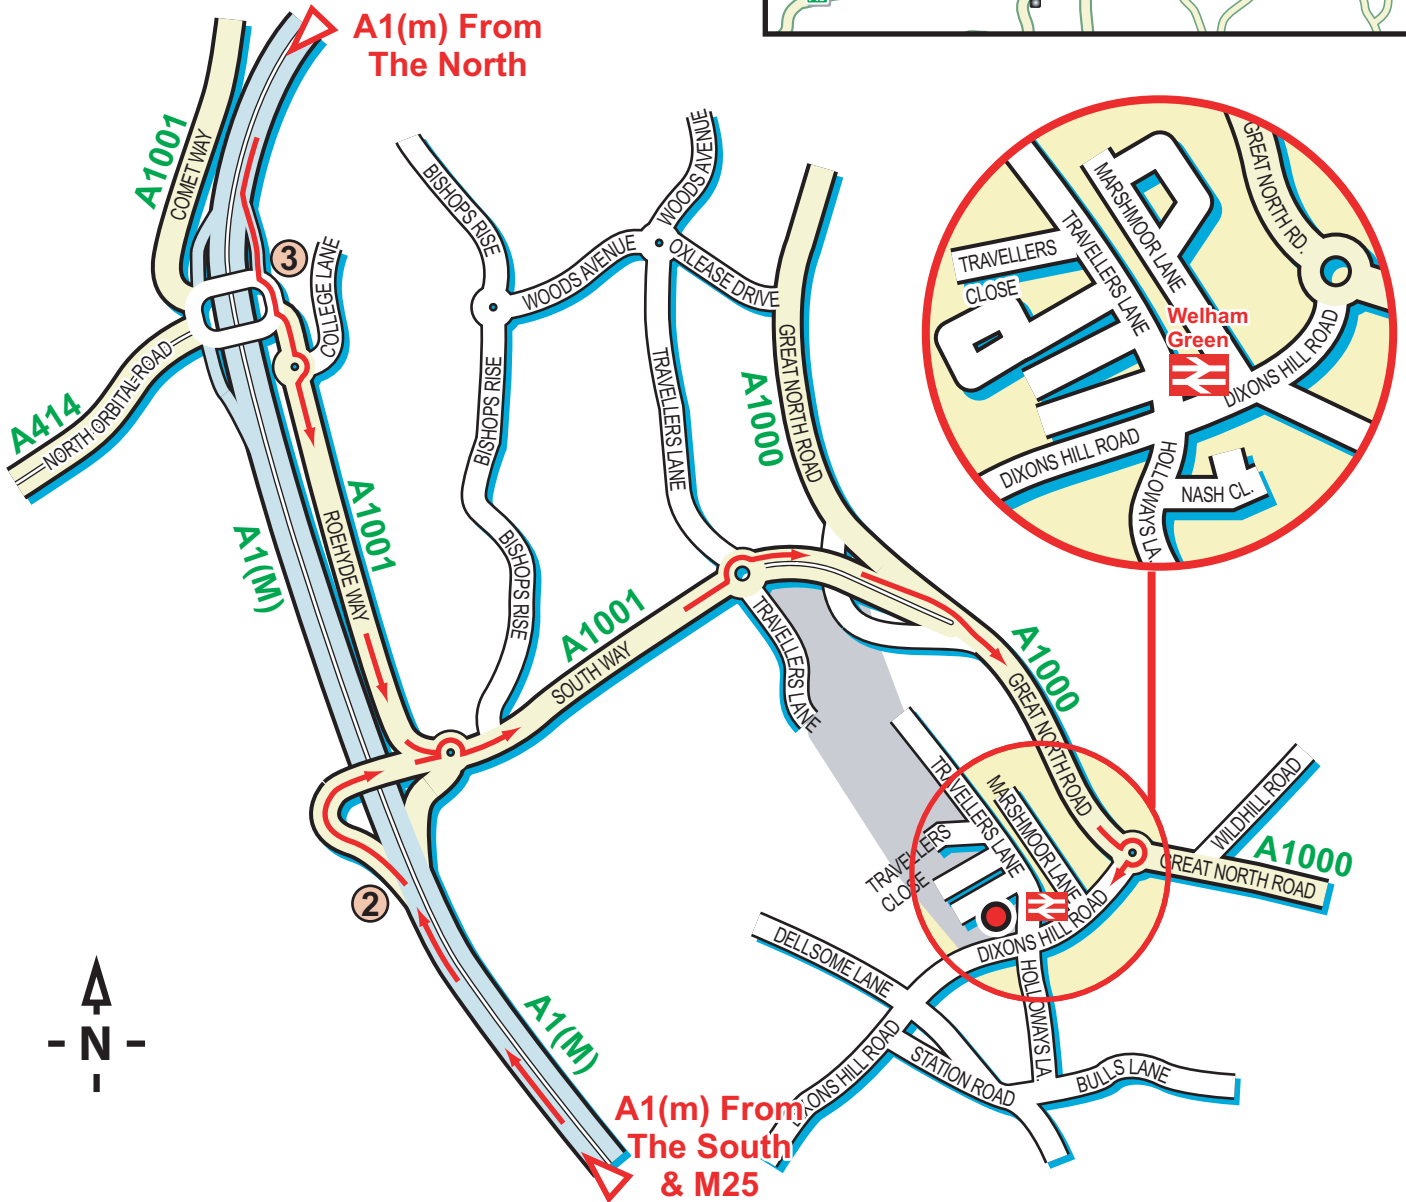 A1(m) From
The North
A1001
COMET WAY
3
COLLEGE LANE
A414
NORTH ORBITAL ROAD
A1(M)
A1001
ROEHYDE WAY
BISHOPS RISE
BISHOPS RISE
BISHOPS RISE
WOODS AVENUE
WOODS AVENUE
OXLEASE DRIVE
TRAVELLERS LANE
A1000
GREAT NORTH ROAD
A1001
SOUTH WAY
TRAVELLERS LANE
A1000
GREAT NORTH ROAD
MARSHMOOR LANE
TRAVELLERS LANE
TRAVELLERS
CLOSE
Welham
Green
GREAT NORTH RD.
DIXONS HILL ROAD
DIXONS HILL ROAD
HOLLOWAYS LA.
NASH CL.
TRAVELLERS LANE
MARSHMOOR LANE
TRAVELLERS
CLOSE
DIXONS HILL ROAD
WILDHILL ROAD
A1000
GREAT NORTH ROAD
2
DELLSOME LANE
HOLLOWAYS LA.
STATION ROAD
BULLS LANE
DIXONS HILL ROAD
N
A1(M)
A1(m) From
The South
& M25